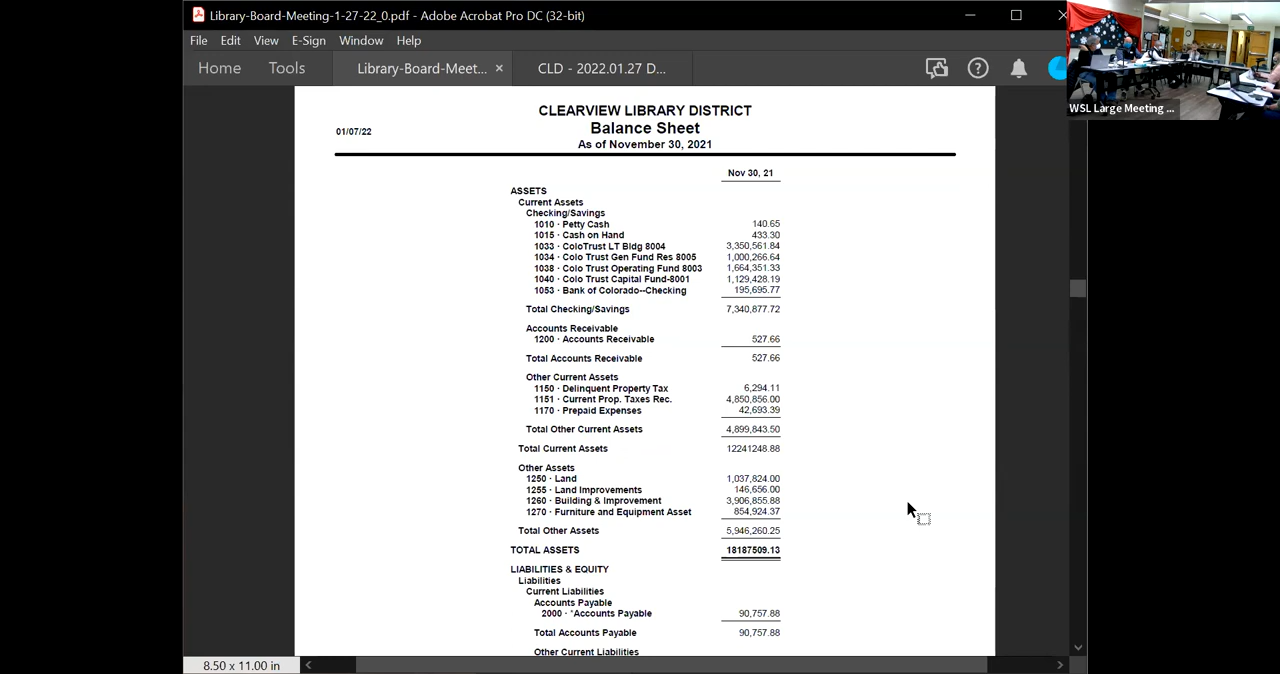 Library-Board-Meeting-1-27-22_0.pdf - Adobe Acrobat Pro DC (32-bit)
File Edit View E-Sign Window Help
Home Tools Library-Board-Meet... × CLD - 2022.01.27 D...
WSL Large Meeting ...
CLEARVIEW LIBRARY DISTRICT
01/07/22 Balance Sheet
As of November 30, 2021
Nov 30, 21
ASSETS
Current Assets
Checking/Savings
1010 · Petty Cash 140.65
1015 · Cash on Hand 433.30
1033 · ColoTrust LT Bldg 8004 3,350,561.84
1034 · Colo Trust Gen Fund Res 8005 1,000,266.64
1038 · Colo Trust Operating Fund 8003 1,664,351.33
1040 · Colo Trust Capital Fund-8001 1,129,428.19
1053 · Bank of Colorado--Checking 195,695.77
Total Checking/Savings 7,340,877.72
Accounts Receivable
1200 · Accounts Receivable 527.66
Total Accounts Receivable 527.66
Other Current Assets
1150 · Delinquent Property Tax 6,294.11
1151 · Current Prop. Taxes Rec. 4,850,856.00
1170 · Prepaid Expenses 42,693.39
Total Other Current Assets 4,899,843.50
Total Current Assets 12241248.88
Other Assets
1250 · Land 1,037,824.00
1255 · Land Improvements 146,656.00
1260 · Building & Improvement 3,906,855.88
1270 · Furniture and Equipment Asset 854,924.37
Total Other Assets 5,946,260.25
TOTAL ASSETS 18187509.13
LIABILITIES & EQUITY
Liabilities
Current Liabilities
Accounts Payable
2000 · *Accounts Payable 90,757.88
Total Accounts Payable 90,757.88
Other Current Liabilities
8.50 x 11.00 in